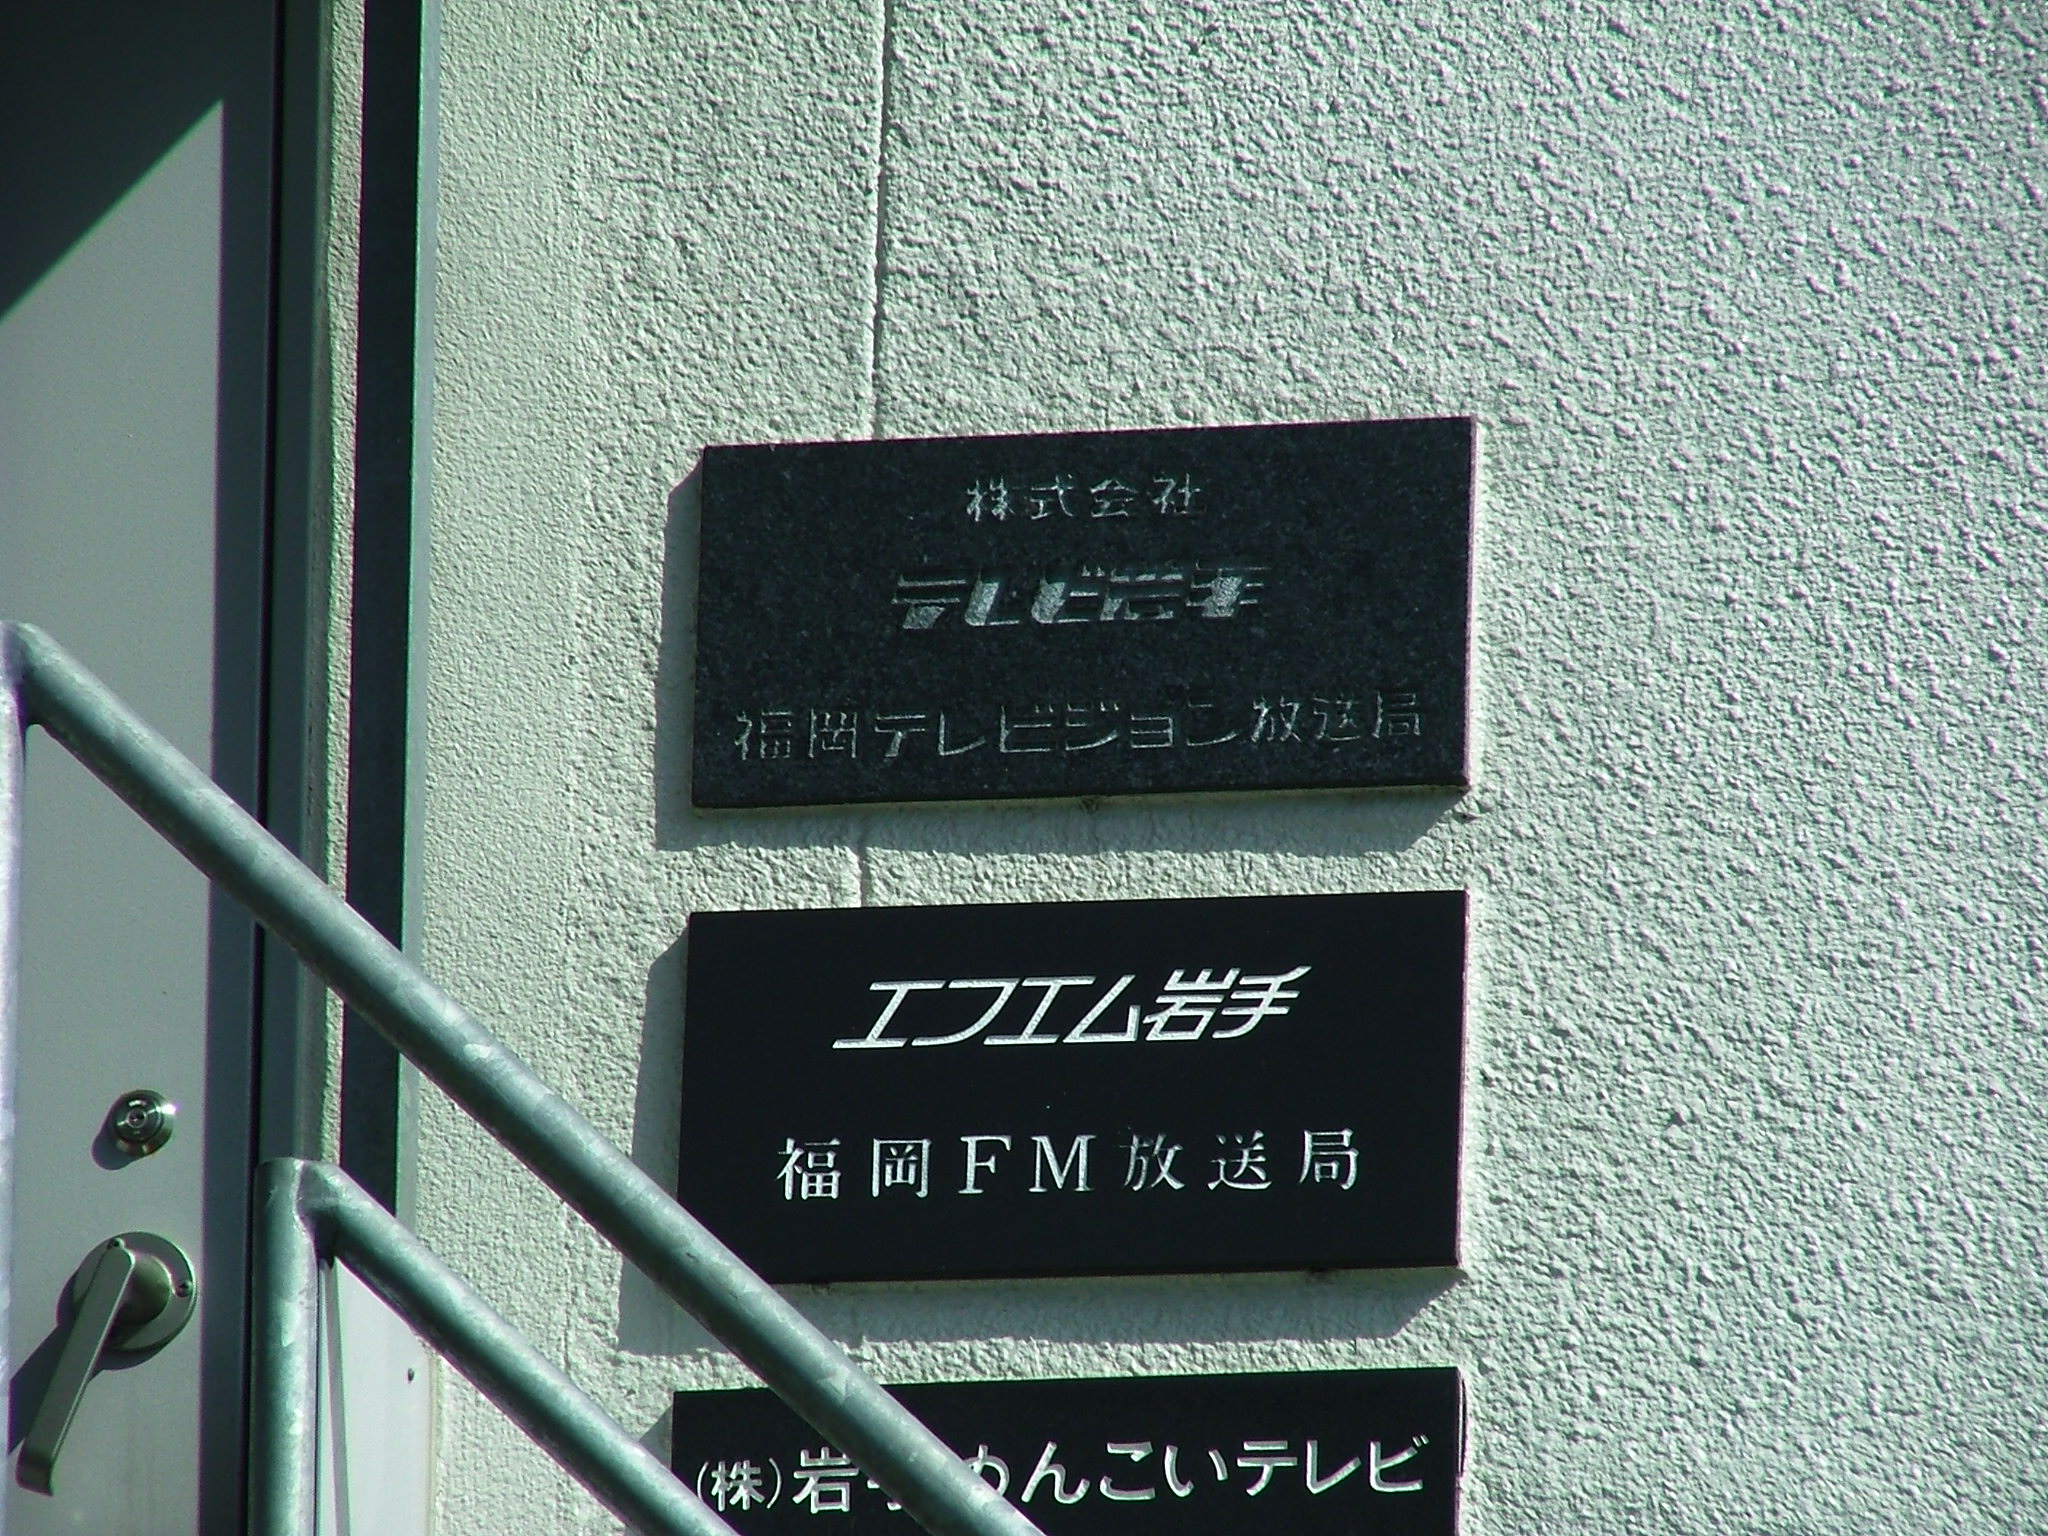 株式会社
テレビ岩手
福岡テレビジョン放送局
エフエム岩手
福岡FM放送局
(株)岩手めんこいテレビ